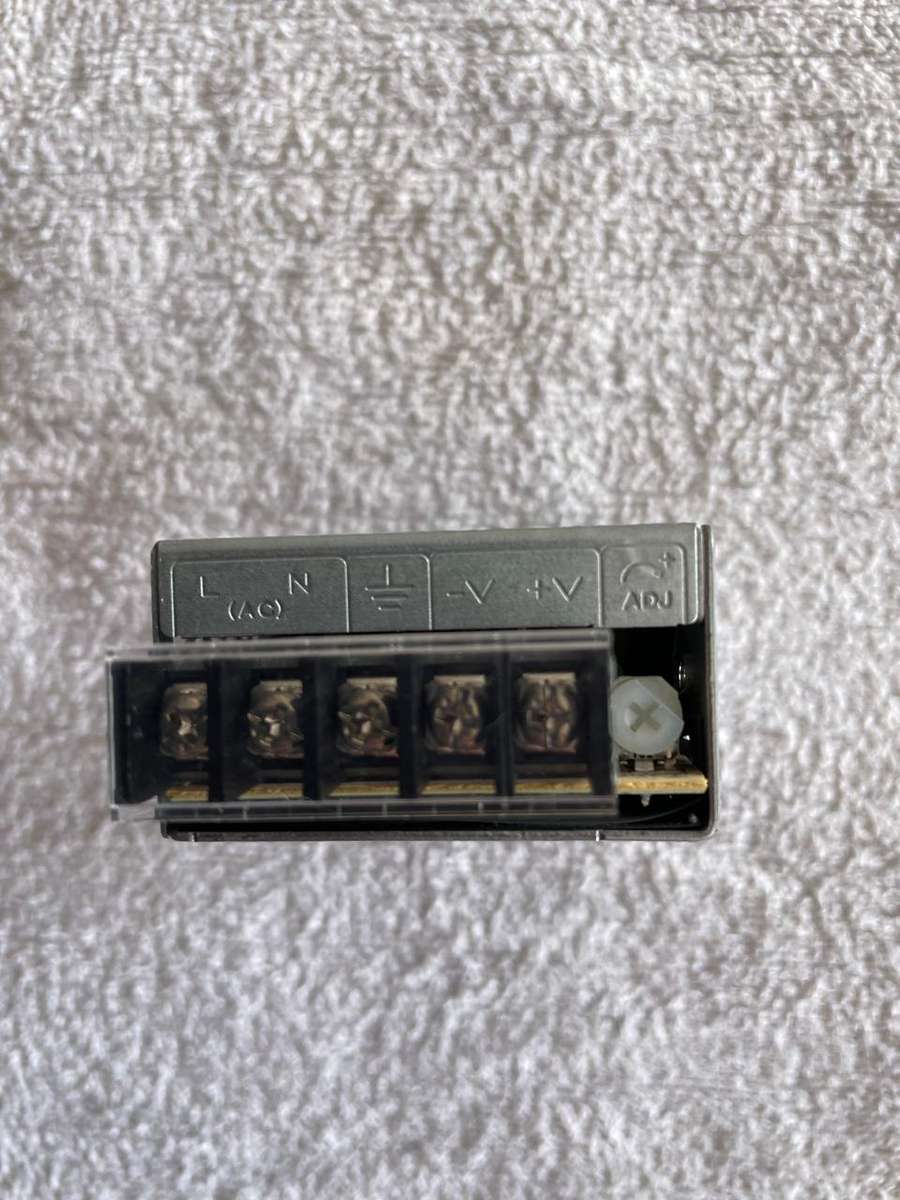 L N -V +V +
(AC) ADJ